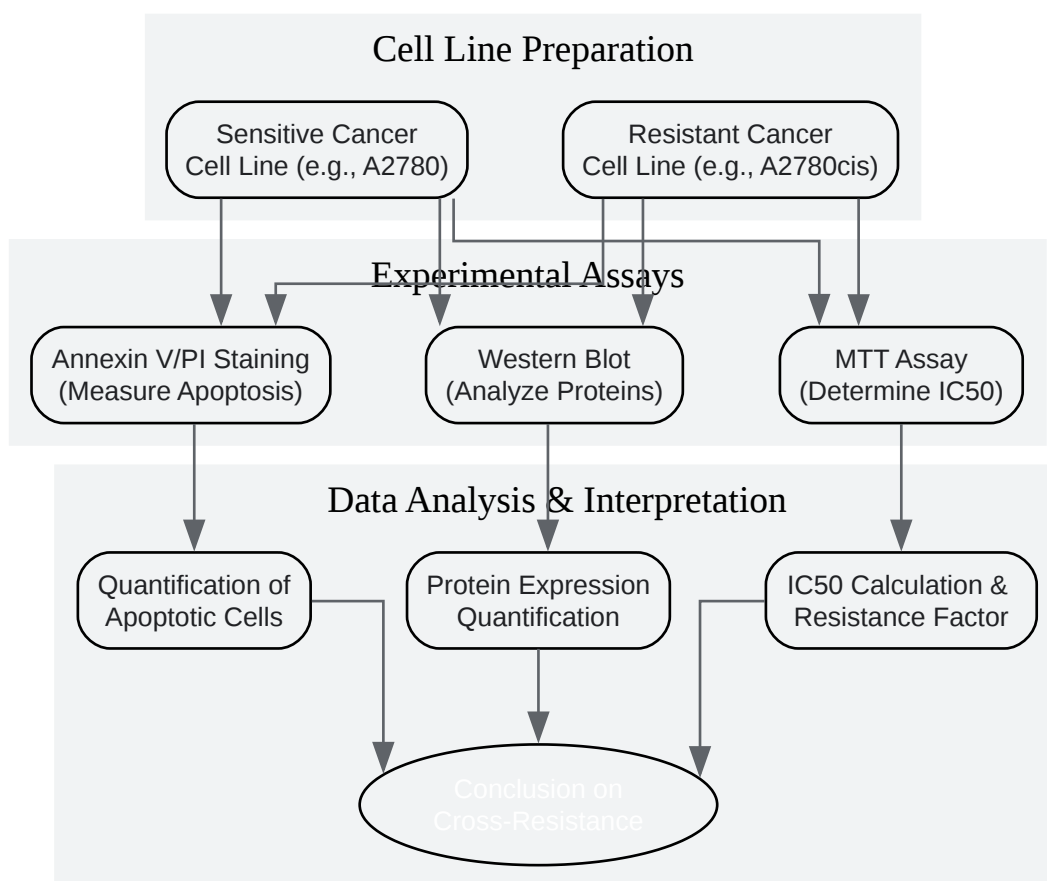 Cell Line Preparation
Sensitive Cancer
Cell Line (e.g., A2780)
Resistant Cancer
Cell Line (e.g., A2780cis)
Experimental Assays
Annexin V/PI Staining
(Measure Apoptosis)
Western Blot
(Analyze Proteins)
MTT Assay
(Determine IC50)
Data Analysis & Interpretation
Quantification of
Apoptotic Cells
Protein Expression
Quantification
IC50 Calculation &
Resistance Factor
Conclusion on
Cross-Resistance